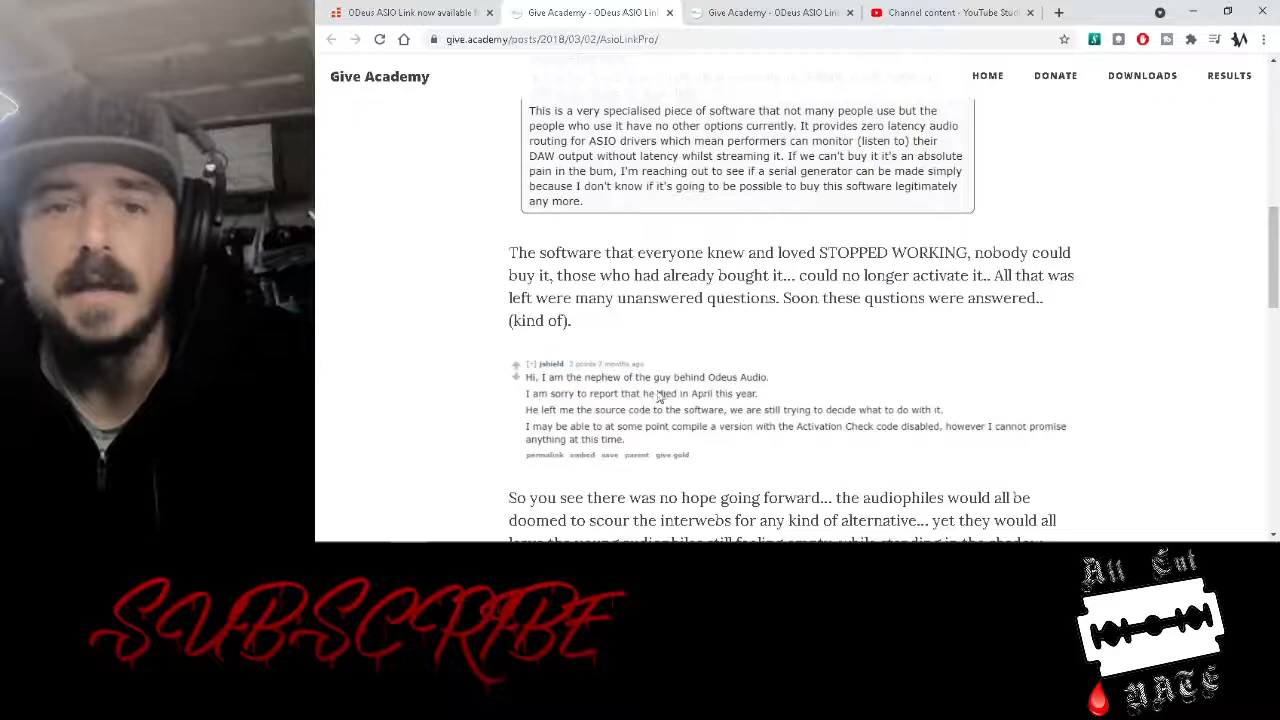 ODeus ASIO Link now available f
Give Academy - ODeus ASIO Link
Give Academy - ODeus ASIO Link
Channel content - YouTube Studi
give.academy/posts/2018/03/02/AsioLinkPro/
Give Academy
HOME DONATE DOWNLOADS RESULTS
This is a very specialised piece of software that not many people use but the
people who use it have no other options currently. It provides zero latency audio
routing for ASIO drivers which mean performers can monitor (listen to) their
DAW output without latency whilst streaming it. If we can't buy it it's an absolute
pain in the bum, I'm reaching out to see if a serial generator can be made simply
because I don't know if it's going to be possible to buy this software legitimately
any more.
The software that everyone knew and loved STOPPED WORKING, nobody could
buy it, those who had already bought it... could no longer activate it.. All that was
left were many unanswered questions. Soon these qustions were answered..
(kind of).
[-] jshield 2 points 7 months ago
Hi, I am the nephew of the guy behind Odeus Audio.
I am sorry to report that he died in April this year.
He left me the source code to the software, we are still trying to decide what to do with it.
I may be able to at some point compile a version with the Activation Check code disabled, however I cannot promise
anything at this time.
permalink embed save parent give gold
So you see there was no hope going forward... the audiophiles would all be
doomed to scour the interwebs for any kind of alternative... yet they would all
SUBSCRIBE
All Cut
HATE